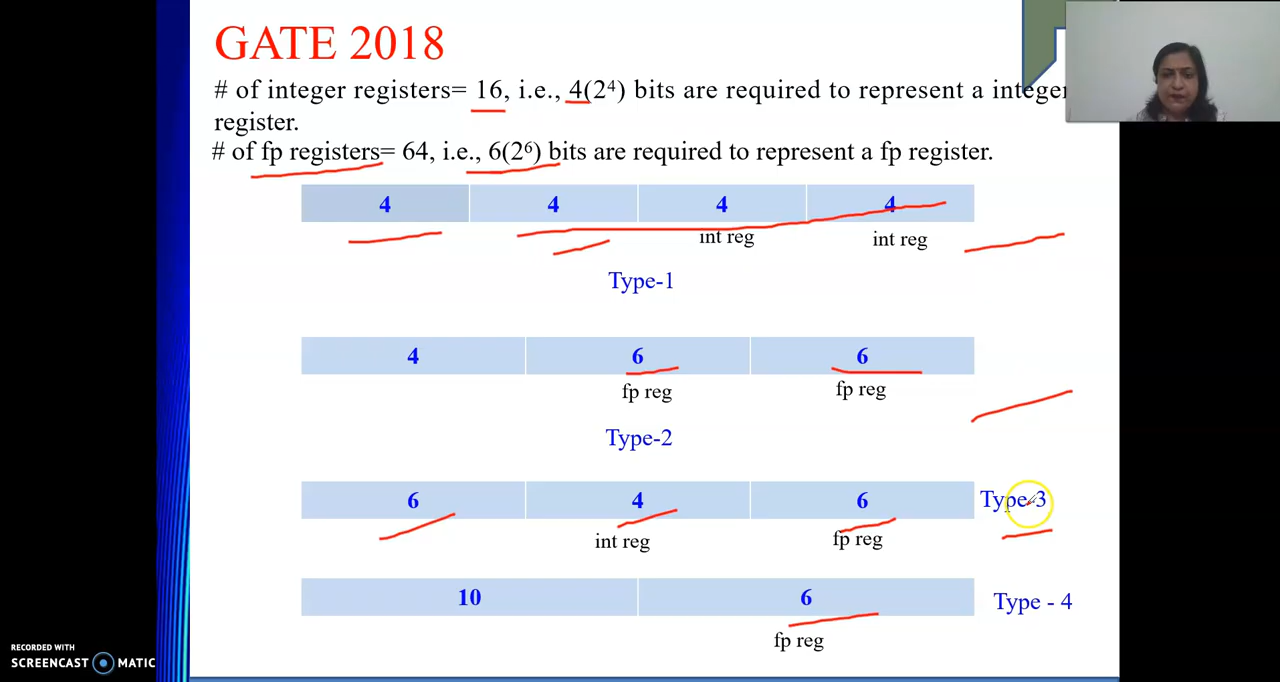 GATE 2018
# of integer registers= 16, i.e., 4(2⁴) bits are required to represent a integer
register.
# of fp registers= 64, i.e., 6(2⁶) bits are required to represent a fp register.
4 4 4 4
int reg int reg
Type-1
4 6 6
fp reg fp reg
Type-2
6 4 6 Type-3
int reg fp reg
10 6 Type - 4
fp reg
RECORDED WITH
SCREENCAST MATIC